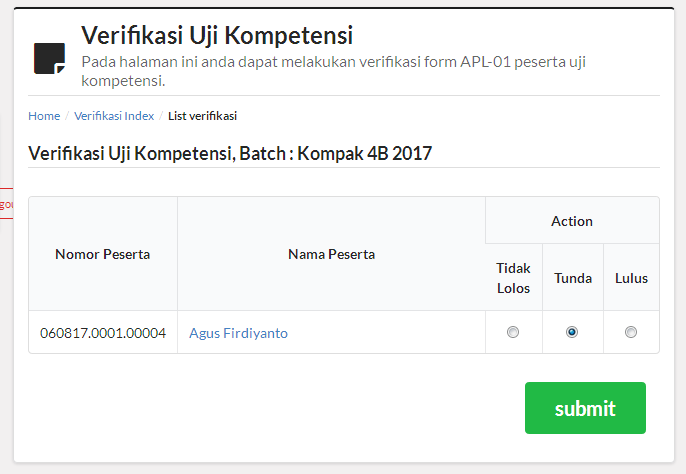 Verifikasi Uji Kompetensi
Pada halaman ini anda dapat melakukan verifikasi form APL-01 peserta uji
kompetensi.
Home / Verifikasi Index / List verifikasi
Verifikasi Uji Kompetensi, Batch : Kompak 4B 2017
Nomor Peserta
Nama Peserta
Action
Tidak
Lolos
Tunda
Lulus
060817.0001.00004
Agus Firdiyanto
submit